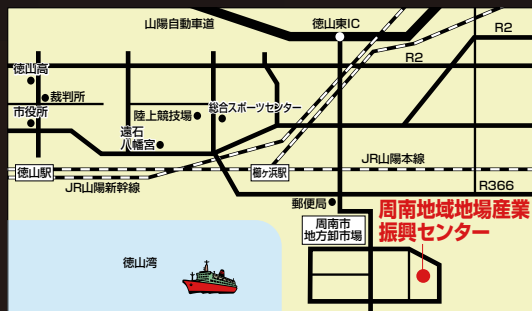 山陽自動車道
徳山東IC
R2
R2
徳山高
裁判所
市役所
陸上競技場
総合スポーツセンター
遠石
八幡宮
徳山駅
櫛ヶ浜駅
JR山陽本線
JR山陽新幹線
R366
郵便局
周南市
地方卸市場
周南地域地場産業
振興センター
徳山湾